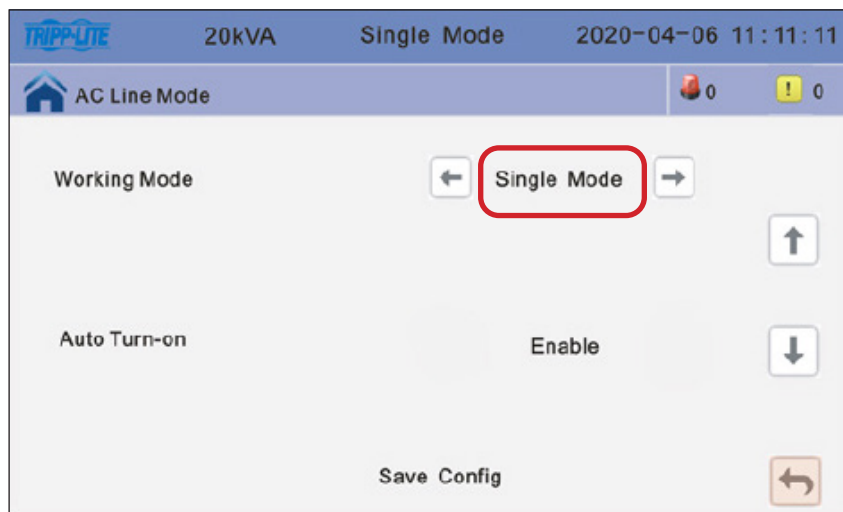 TRIPP-LITE 20kVA Single Mode 2020-04-06 11:11:11
AC Line Mode 0 ! 0
Working Mode ← Single Mode →
↑
Auto Turn-on Enable ↓
Save Config